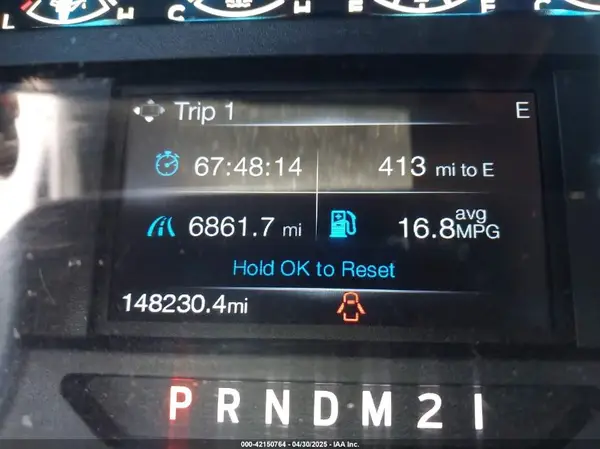 L H C H E F C
Trip 1 E
67:48:14 413 mi to E
6861.7 mi 16.8 avg MPG
Hold OK to Reset
148230.4mi
P R N D M 2 1
000-42150764 - 04/30/2025 - IAA Inc.